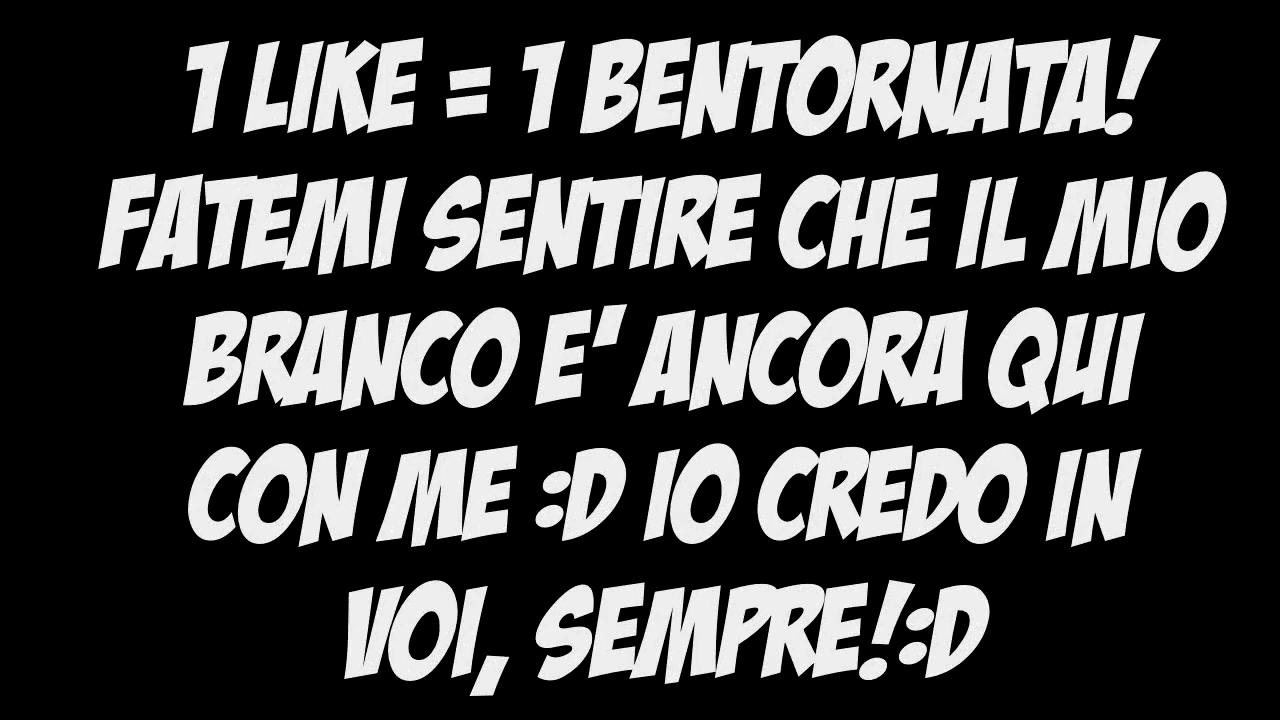 1 LIKE = 1 BENTORNATA!
FATEMI SENTIRE CHE IL MIO
BRANCO E' ANCORA QUI
CON ME :D IO CREDO IN
VOI, SEMPRE!:D